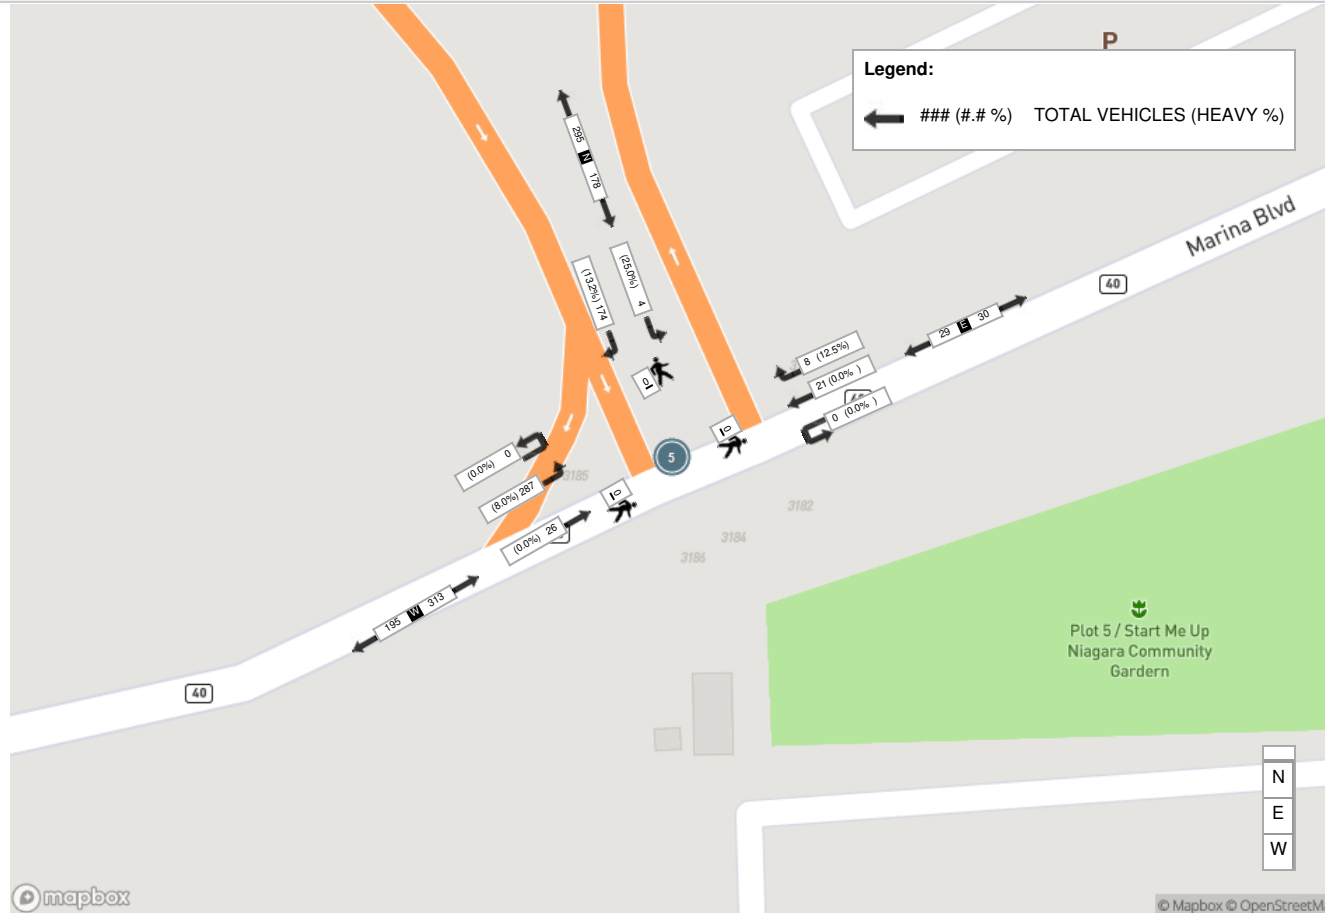 P
Legend:
### (#.# %) TOTAL VEHICLES (HEAVY %)
295 N 178
Marina Blvd
(25.0%) 4
(13.2%) 174
40
29 E 30
8 (12.5%)
21 (0.0% )
0 (0.0% )
0
0
5
(0.0%) 0
3185
(8.0%) 287
0
3182
(0.0%) 26
3184
3186
195 W 313
Plot 5 / Start Me Up
Niagara Community
Gardern
40
N
E
W
mapbox
© Mapbox © OpenStreetM